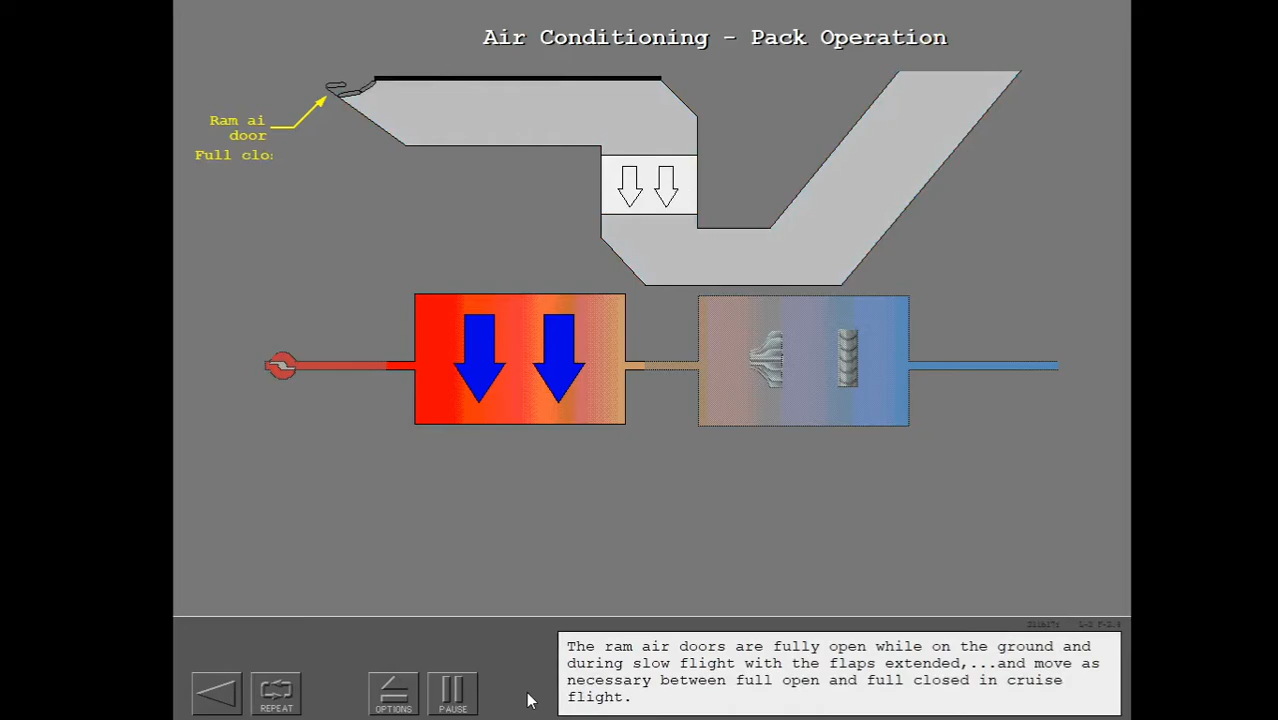 Air Conditioning - Pack Operation
Ram ai
door
Full clo
The ram air doors are fully open while on the ground and
during slow flight with the flaps extended,...and move as
necessary between full open and full closed in cruise
flight.
REPEAT
OPTIONS
PAUSE